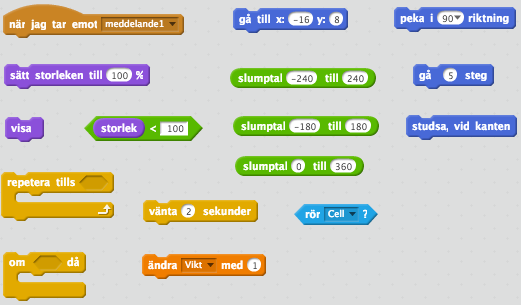 när jag tar emot meddelande1
gå till x: -16 y: 8
peka i 90 riktning
sätt storleken till 100 %
slumptal -240 till 240
gå 5 steg
visa
storlek < 100
slumptal -180 till 180
studsa, vid kanten
slumptal 0 till 360
repetera tills
vänta 2 sekunder
rör Cell ?
om då
ändra Vikt med 1